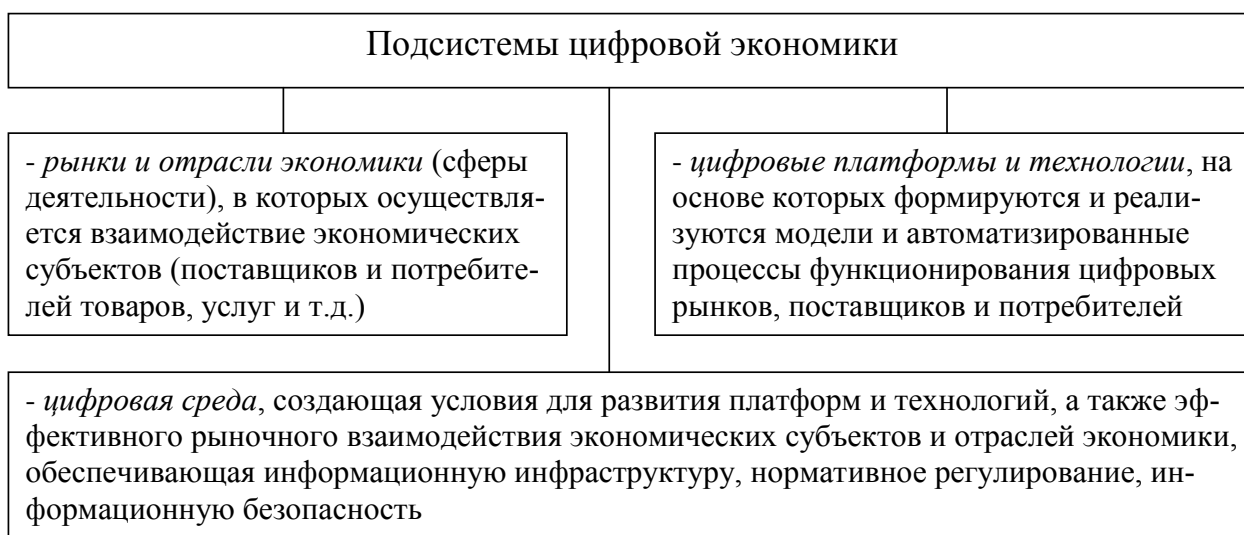 Подсистемы цифровой экономики
- рынки и отрасли экономики (сферы
деятельности), в которых осуществля-
ется взаимодействие экономических
субъектов (поставщиков и потребите-
лей товаров, услуг и т.д.)
- цифровые платформы и технологии, на
основе которых формируются и реали-
зуются модели и автоматизированные
процессы функционирования цифровых
рынков, поставщиков и потребителей
- цифровая среда, создающая условия для развития платформ и технологий, а также эф-
фективного рыночного взаимодействия экономических субъектов и отраслей экономики,
обеспечивающая информационную инфраструктуру, нормативное регулирование, ин-
формационную безопасность